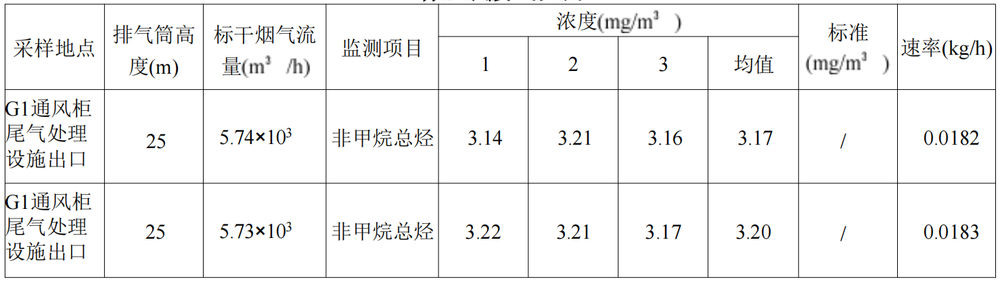 采样地点 排气筒高度(m) 标干烟气流量(m³ /h) 监测项目 浓度(mg/m³ ) 标准(mg/m³ ) 速率(kg/h)
1 2 3 均值
G1通风柜尾气处理设施出口 25 5.74×10³ 非甲烷总烃 3.14 3.21 3.16 3.17 / 0.0182
G1通风柜尾气处理设施出口 25 5.73×10³ 非甲烷总烃 3.22 3.21 3.17 3.20 / 0.0183